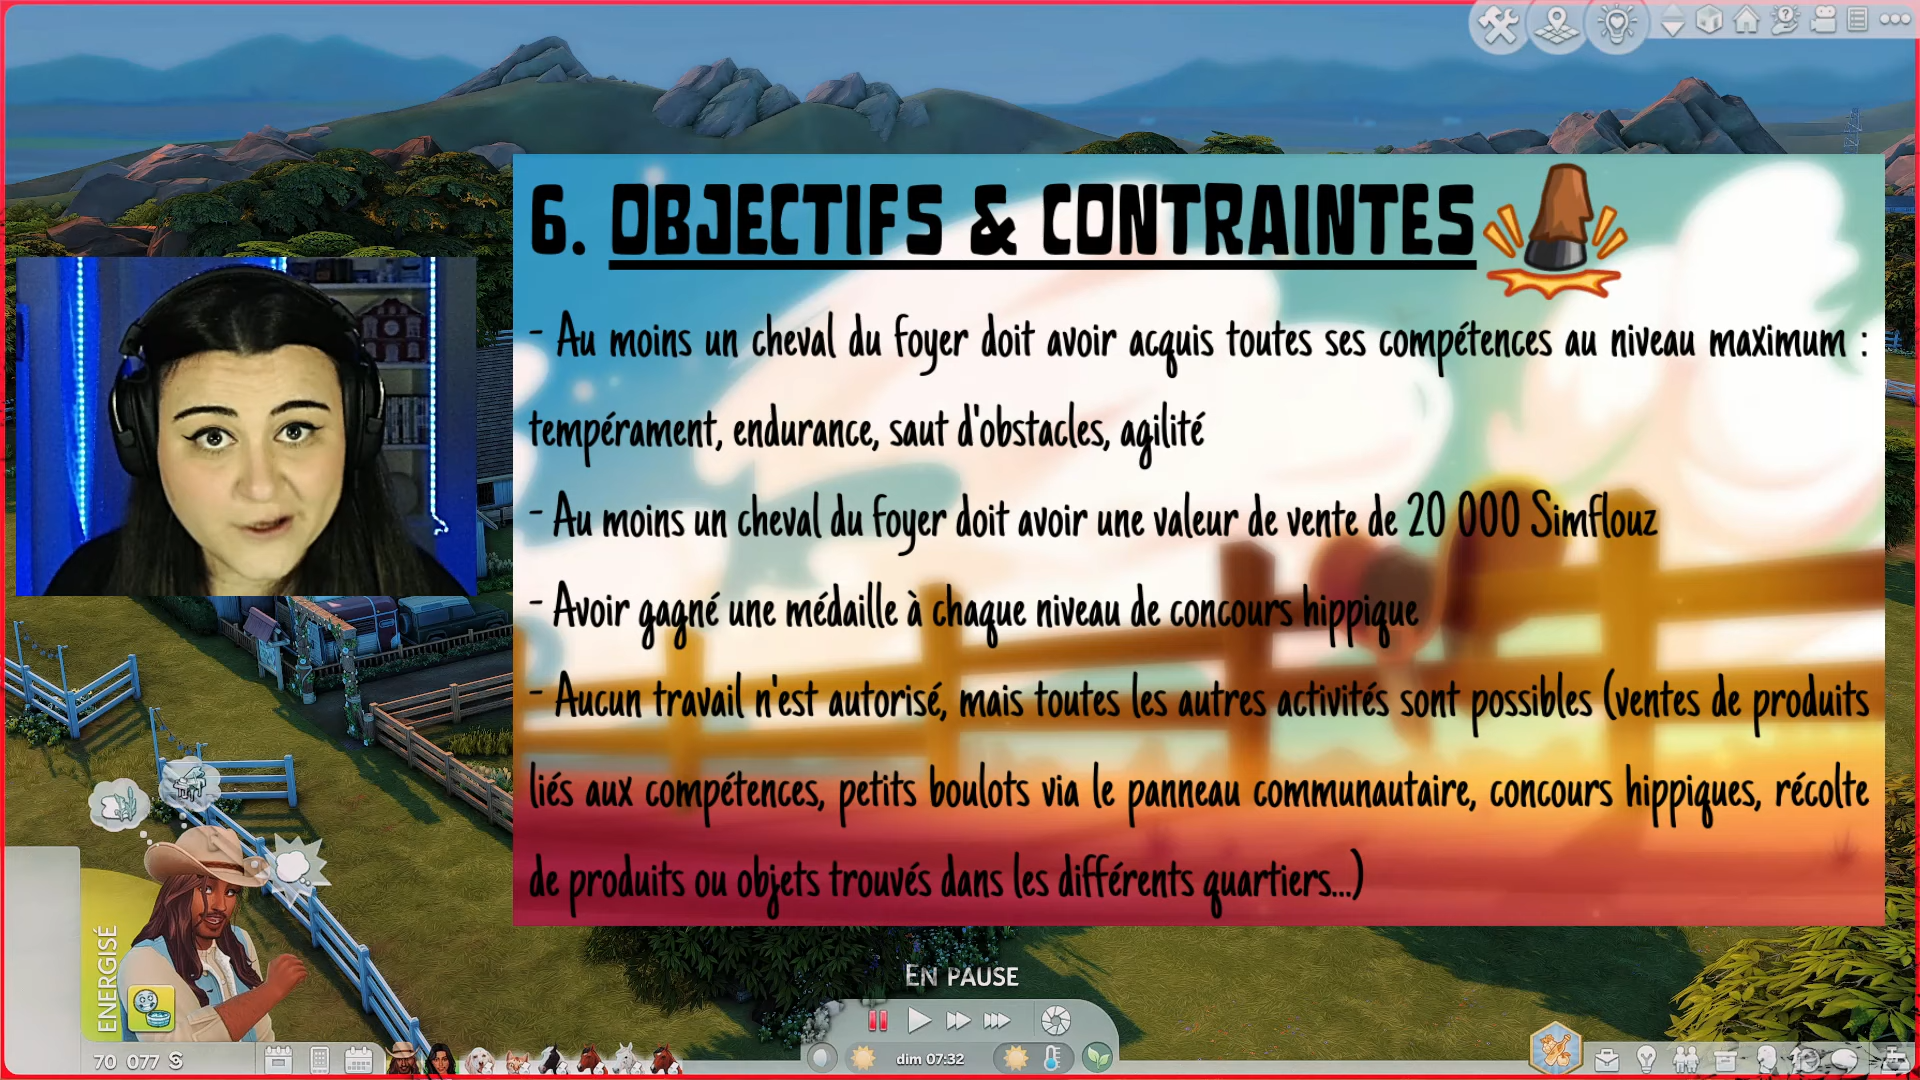 6. OBJECTIFS & CONTRAINTES
- Au moins un cheval du foyer doit avoir acquis toutes ses compétences au niveau maximum :
tempérament, endurance, saut d'obstacles, agilité
- Au moins un cheval du foyer doit avoir une valeur de vente de 20 000 Simflouz
- Avoir gagné une médaille à chaque niveau de concours hippique
- Aucun travail n'est autorisé, mais toutes les autres activités sont possibles (ventes de produits
liés aux compétences, petits boulots via le panneau communautaire, concours hippiques, récolte
de produits ou objets trouvés dans les différents quartiers...)
ENERGISÉ
EN PAUSE
70 077
dim 07:32